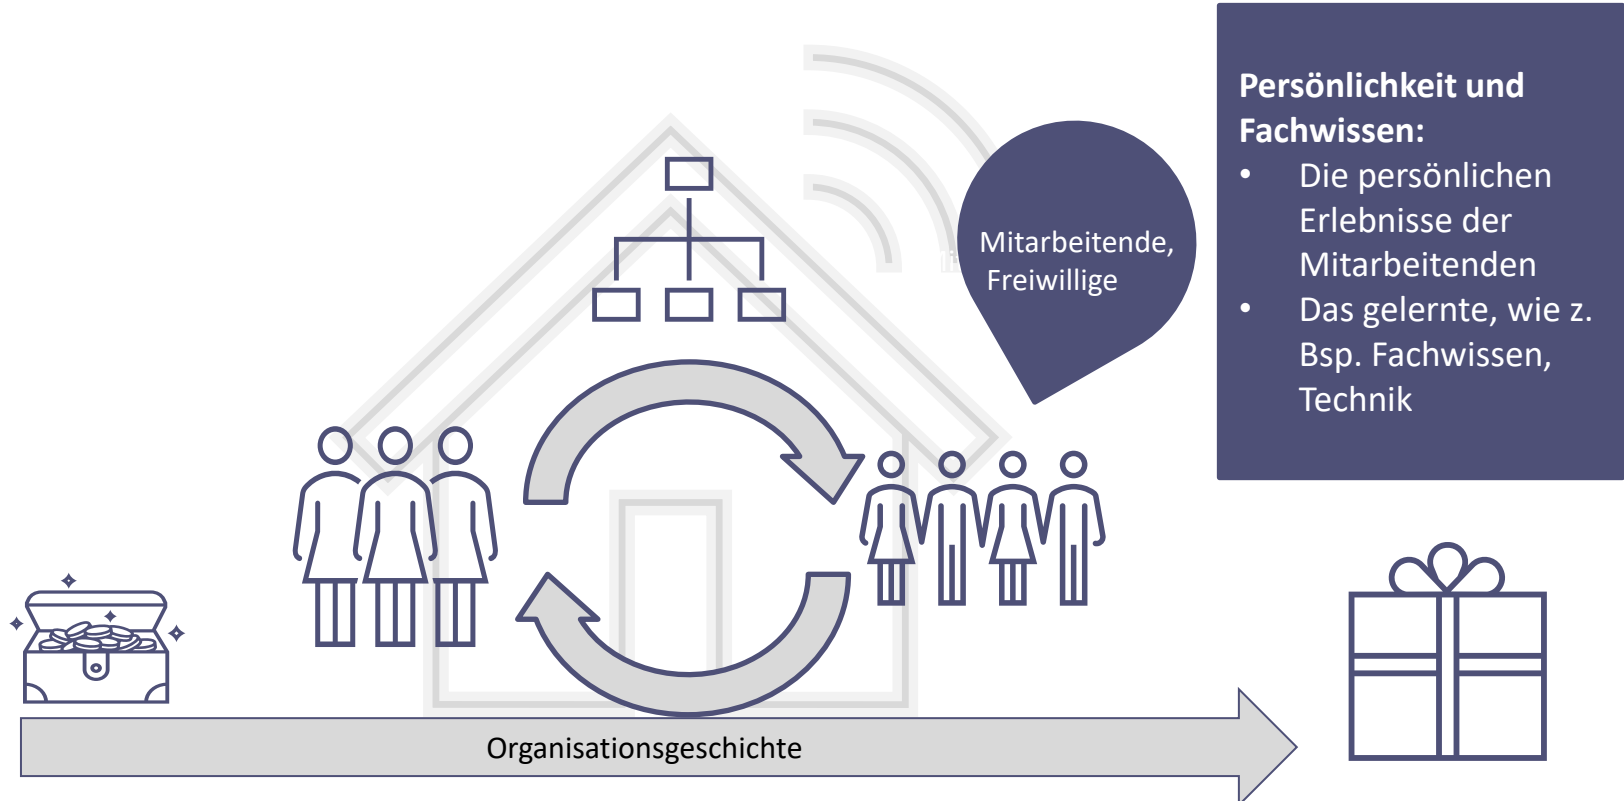 Persönlichkeit und
Fachwissen:
• Die persönlichen
Erlebnisse der
Mitarbeitenden
• Das gelernte, wie z.
Bsp. Fachwissen,
Technik
Mitarbeitende,
Freiwillige
Organisationsgeschichte